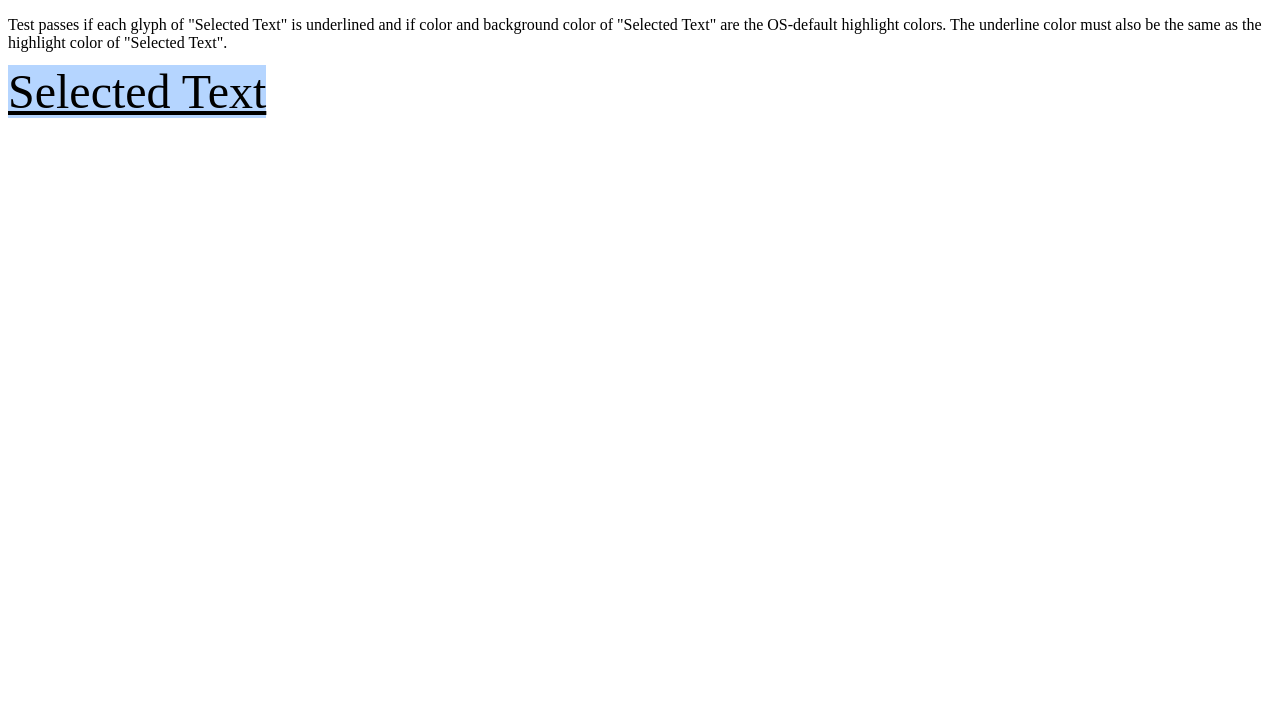 Test passes if each glyph of "Selected Text" is underlined and if color and background color of "Selected Text" are the OS-default highlight colors. The underline color must also be the same as the
highlight color of "Selected Text".
Selected Text